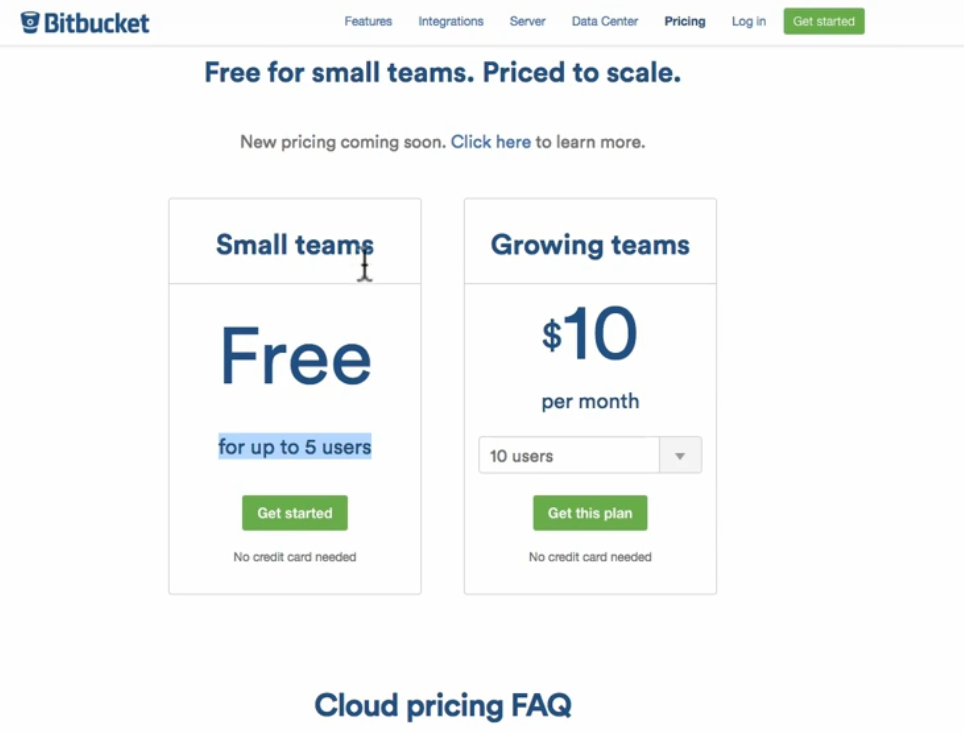 Bitbucket
Features Integrations Server Data Center Pricing Log in Get started
Free for small teams. Priced to scale.
New pricing coming soon. Click here to learn more.
Small teams
Free
for up to 5 users
Get started
No credit card needed
Growing teams
$10
per month
10 users
Get this plan
No credit card needed
Cloud pricing FAQ